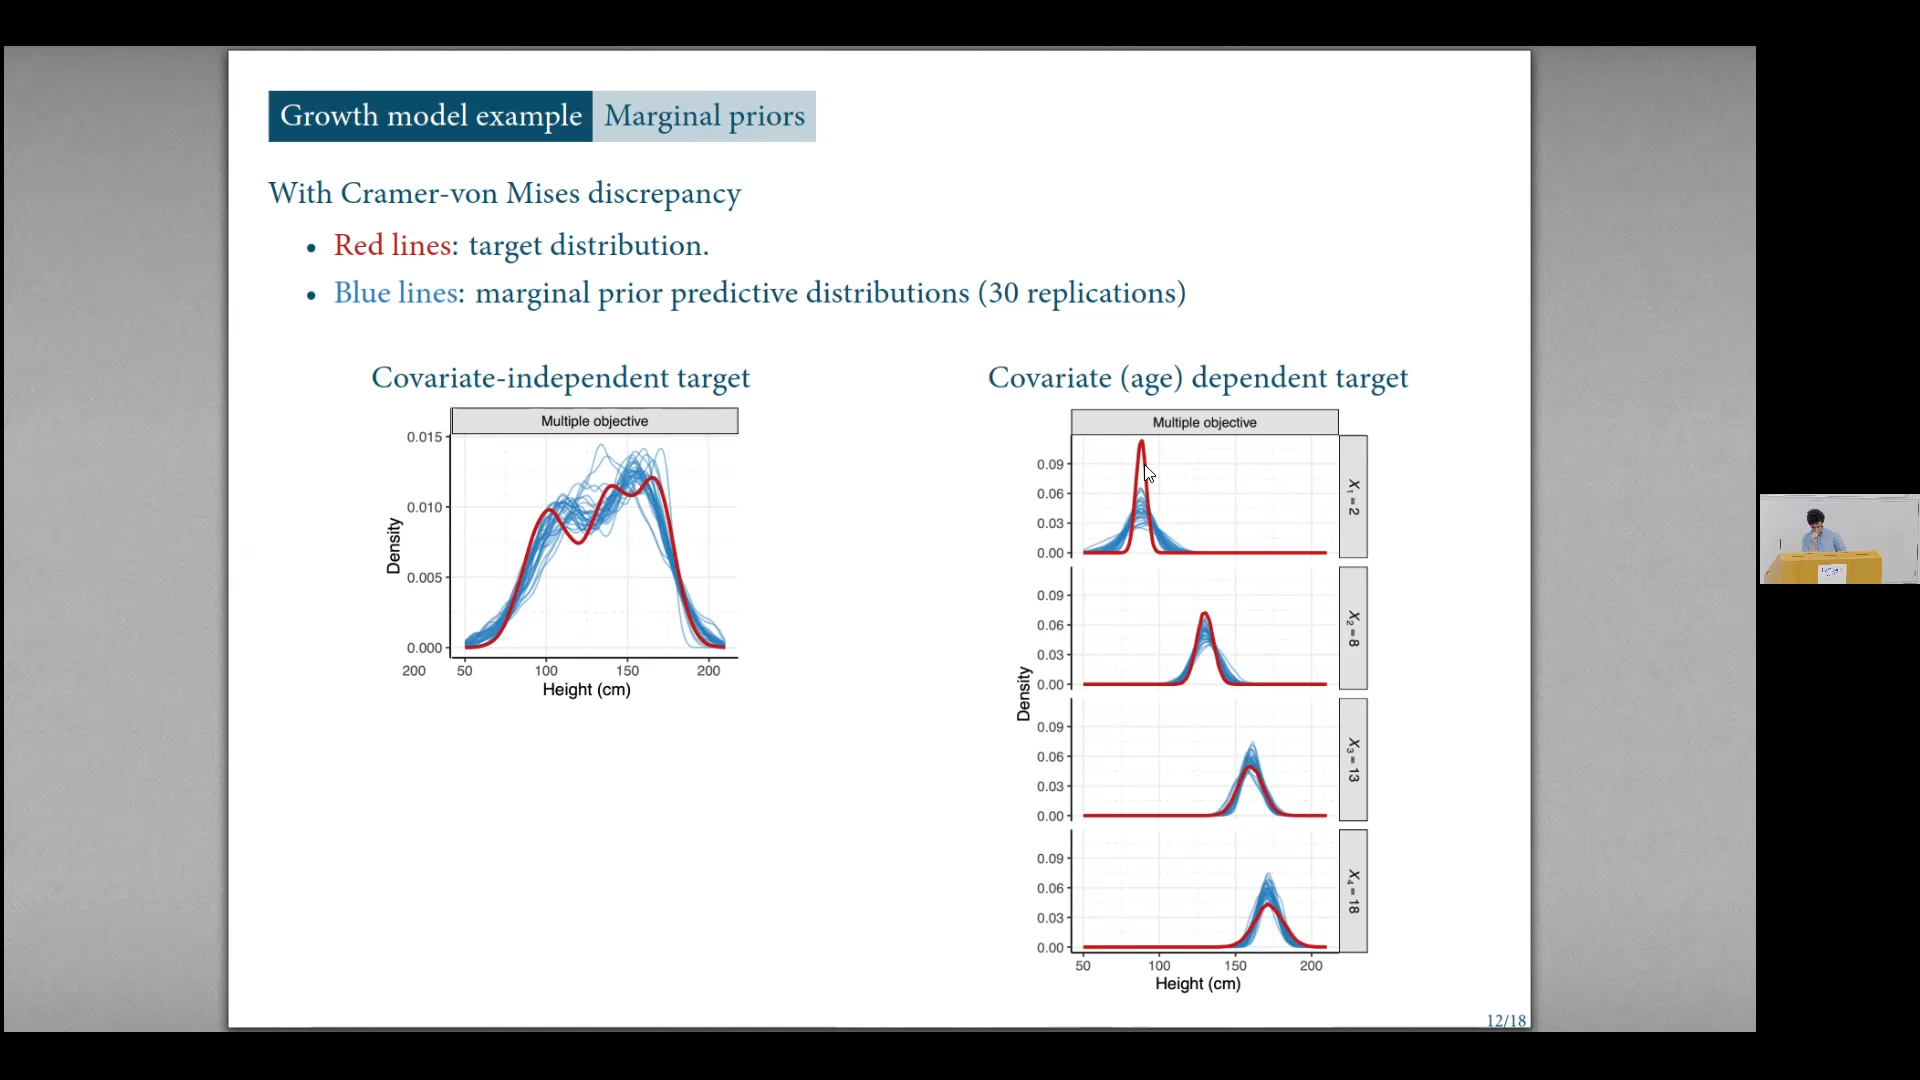 Growth model example Marginal priors
With Cramer-von Mises discrepancy
• Red lines: target distribution.
• Blue lines: marginal prior predictive distributions (30 replications)
Covariate-independent target
Multiple objective
0.015
0.010
0.005
0.000
Density
200 50 100 150 200
Height (cm)
Covariate (age) dependent target
Multiple objective
0.09
0.06
0.03
0.00
X1 = 2
0.09
0.06
0.03
0.00
X2 = 8
0.09
0.06
0.03
0.00
X3 = 13
0.09
0.06
0.03
0.00
X4 = 18
Density
50 100 150 200
Height (cm)
12/18